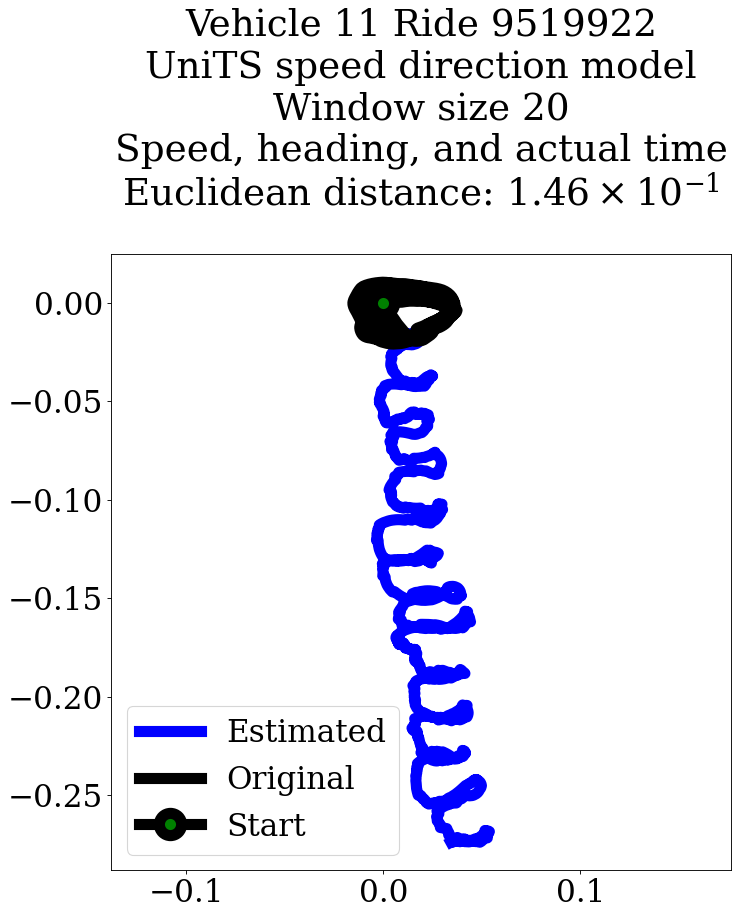 Vehicle 11 Ride 9519922
UniTS speed direction model
Window size 20
Speed, heading, and actual time
Euclidean distance: 1.46 × 10⁻¹
0.00
−0.05
−0.10
−0.15
−0.20
−0.25
Estimated
Original
Start
−0.1
0.0
0.1